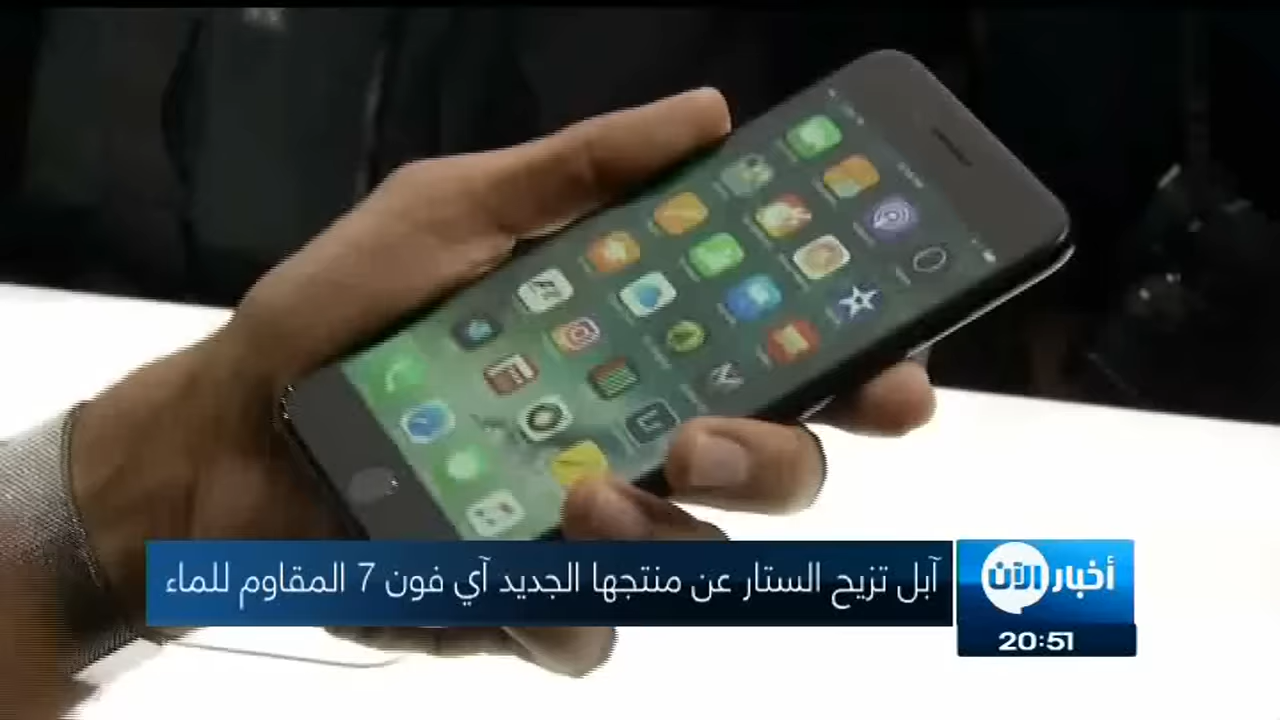 آبل تزيح الستار عن منتجها الجديد آي فون 7 المقاوم للماء
أخبار الآن
20:51